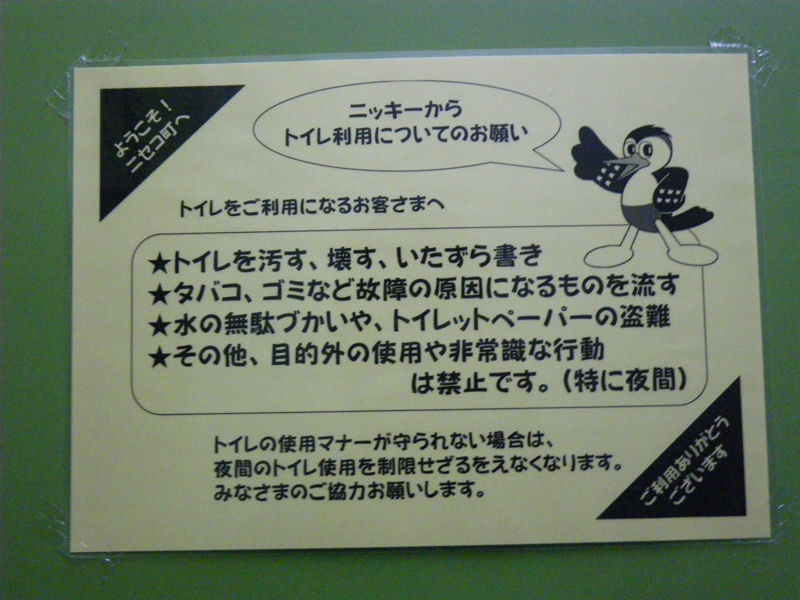 ようこそ！
ニセコ町へ
ニッキーから
トイレ利用についてのお願い
トイレをご利用になるお客さまへ
★トイレを汚す、壊す、いたずら書き
★タバコ、ゴミなど故障の原因になるものを流す
★水の無駄づかいや、トイレットペーパーの盗難
★その他、目的外の使用や非常識な行動
は禁止です。（特に夜間）
トイレの使用マナーが守られない場合は、
夜間のトイレ使用を制限せざるをえなくなります。
みなさまのご協力お願いします。
ご利用ありがとう
ございます